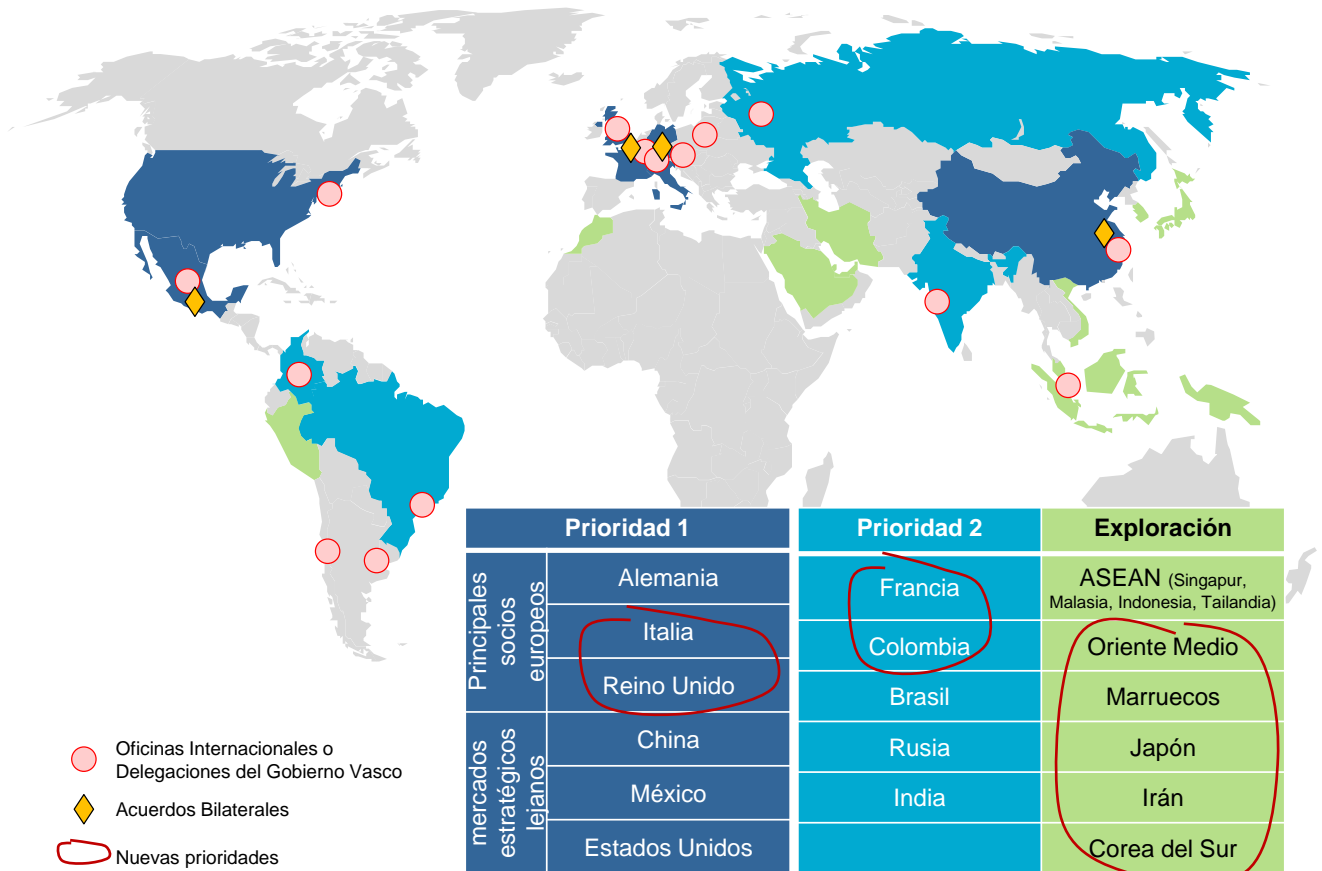 Prioridad 1
Principales
socios
europeos
Alemania
Italia
Reino Unido
mercados
estratégicos
lejanos
China
México
Estados Unidos
Prioridad 2
Francia
Colombia
Brasil
Rusia
India
Exploración
ASEAN (Singapur,
Malasia, Indonesia, Tailandia)
Oriente Medio
Marruecos
Japón
Irán
Corea del Sur
Oficinas Internacionales o
Delegaciones del Gobierno Vasco
Acuerdos Bilaterales
Nuevas prioridades